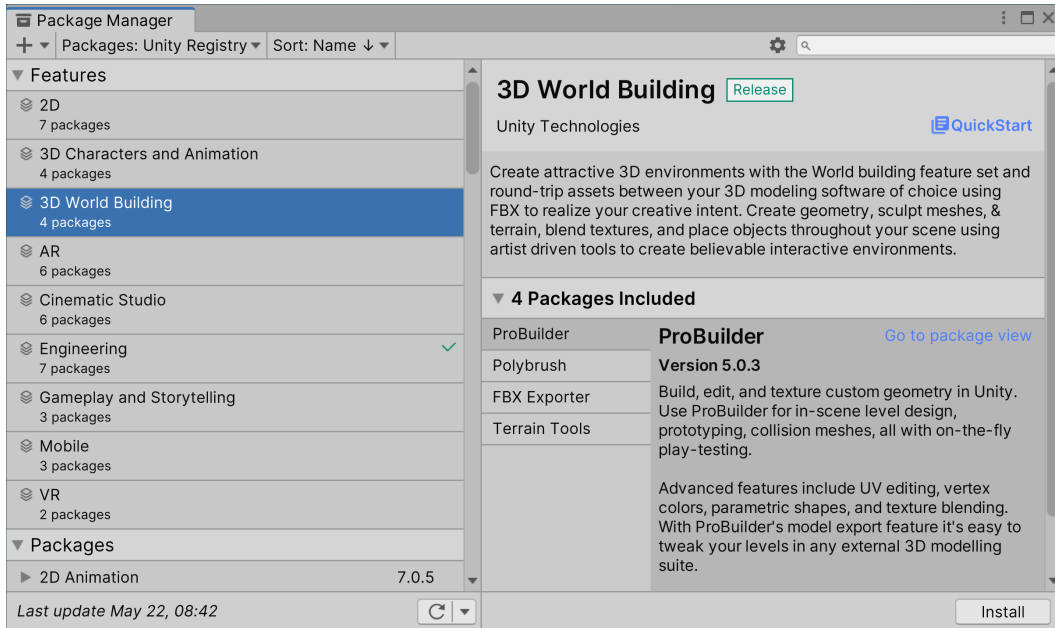 Package Manager
Packages: Unity Registry Sort: Name ↓
Features
2D
7 packages
3D Characters and Animation
4 packages
3D World Building
4 packages
AR
6 packages
Cinematic Studio
6 packages
Engineering
7 packages
Gameplay and Storytelling
3 packages
Mobile
3 packages
VR
2 packages
Packages
2D Animation 7.0.5
Last update May 22, 08:42
3D World Building Release
Unity Technologies QuickStart
Create attractive 3D environments with the World building feature set and
round-trip assets between your 3D modeling software of choice using
FBX to realize your creative intent. Create geometry, sculpt meshes, &
terrain, blend textures, and place objects throughout your scene using
artist driven tools to create believable interactive environments.
4 Packages Included
ProBuilder
Polybrush
FBX Exporter
Terrain Tools
ProBuilder Go to package view
Version 5.0.3
Build, edit, and texture custom geometry in Unity.
Use ProBuilder for in-scene level design,
prototyping, collision meshes, all with on-the-fly
play-testing.
Advanced features include UV editing, vertex
colors, parametric shapes, and texture blending.
With ProBuilder's model export feature it's easy to
tweak your levels in any external 3D modelling
suite.
Install